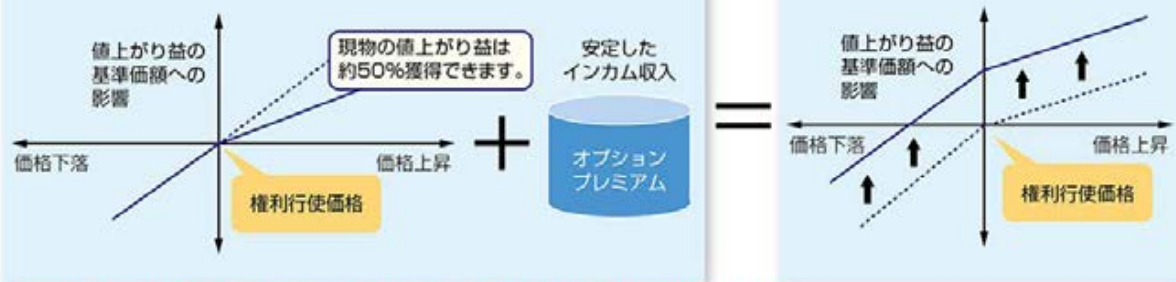 値上がり益の
基準価額への
影響
現物の値上がり益は
約50%獲得できます。
価格下落
価格上昇
権利行使価格
+
安定した
インカム収入
オプション
プレミアム
=
値上がり益の
基準価額への
影響
価格下落
価格上昇
権利行使価格